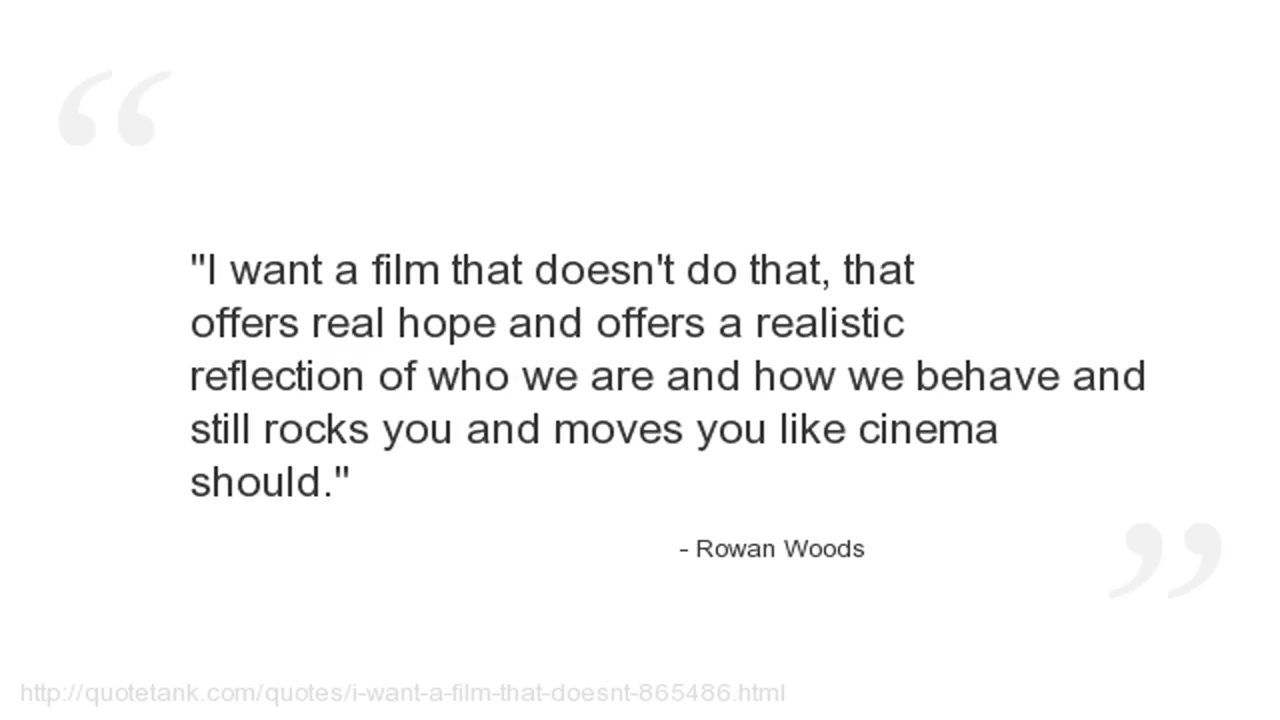 "I want a film that doesn't do that, that
offers real hope and offers a realistic
reflection of who we are and how we behave and
still rocks you and moves you like cinema
should."
- Rowan Woods
http://quotetank.com/quotes/i-want-a-film-that-doesnt-865486.html